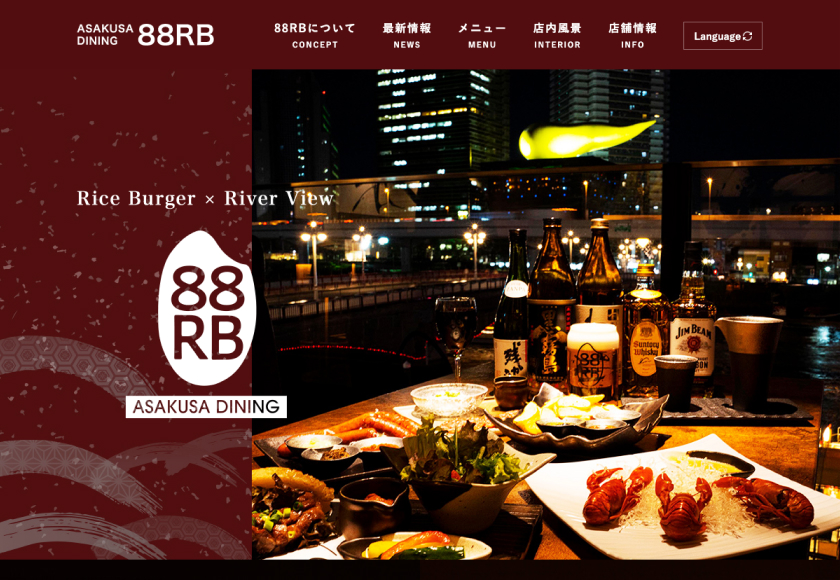 ASAKUSA
DINING 88RB
88RBについて
CONCEPT
最新情報
NEWS
メニュー
MENU
店内風景
INTERIOR
店舗情報
INFO
Language
Rice Burger × River View
88
RB
ASAKUSA DINING
Suntory
Whisky
JIM BEAM
88
RB